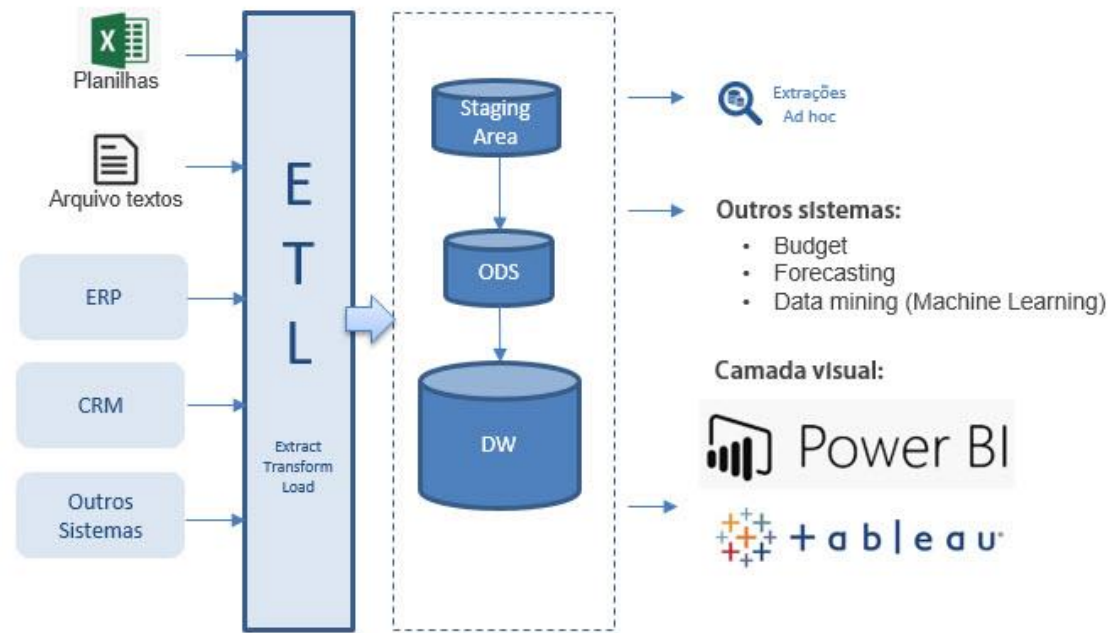 X
Planilhas
Arquivo textos
ERP
CRM
Outros
Sistemas
E
T
L
Extract
Transform
Load
Staging
Area
ODS
DW
Extrações
Ad hoc
Outros sistemas:
• Budget
• Forecasting
• Data mining (Machine Learning)
Camada visual:
Power BI
+ableau